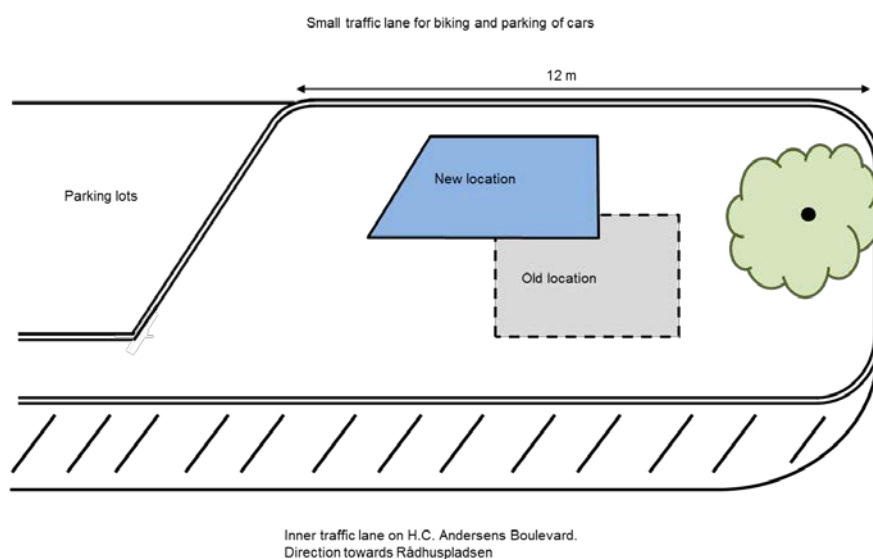 Small traffic lane for biking and parking of cars
12 m
New location
Parking lots
Old location
Inner traffic lane on H.C. Andersens Boulevard.
Direction towards Rådhuspladsen